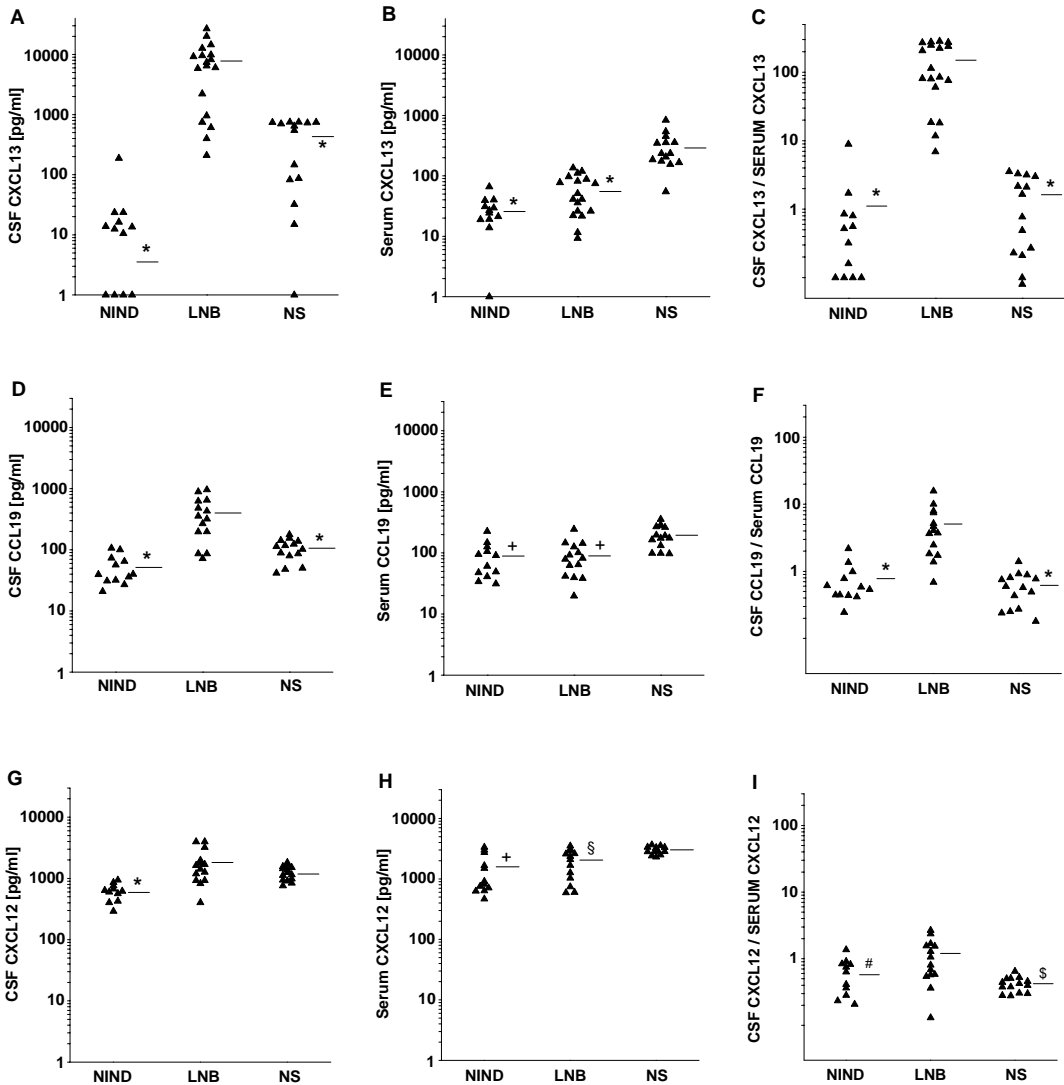 A
CSF CXCL13 [pg/ml]
10000
1000
100
10
1
*
*
NIND LNB NS
B
Serum CXCL13 [pg/ml]
10000
1000
100
10
1
*
*
NIND LNB NS
C
CSF CXCL13 / SERUM CXCL13
100
10
1
*
*
NIND LNB NS
D
CSF CCL19 [pg/ml]
10000
1000
100
10
1
*
*
NIND LNB NS
E
Serum CCL19 [pg/ml]
10000
1000
100
10
1
+
+
NIND LNB NS
F
CSF CCL19 / Serum CCL19
100
10
1
*
*
NIND LNB NS
G
CSF CXCL12 [pg/ml]
10000
1000
100
10
1
*
NIND LNB NS
H
Serum CXCL12 [pg/ml]
10000
1000
100
10
1
+
§
NIND LNB NS
I
CSF CXCL12 / SERUM CXCL12
100
10
1
#
$
NIND LNB NS